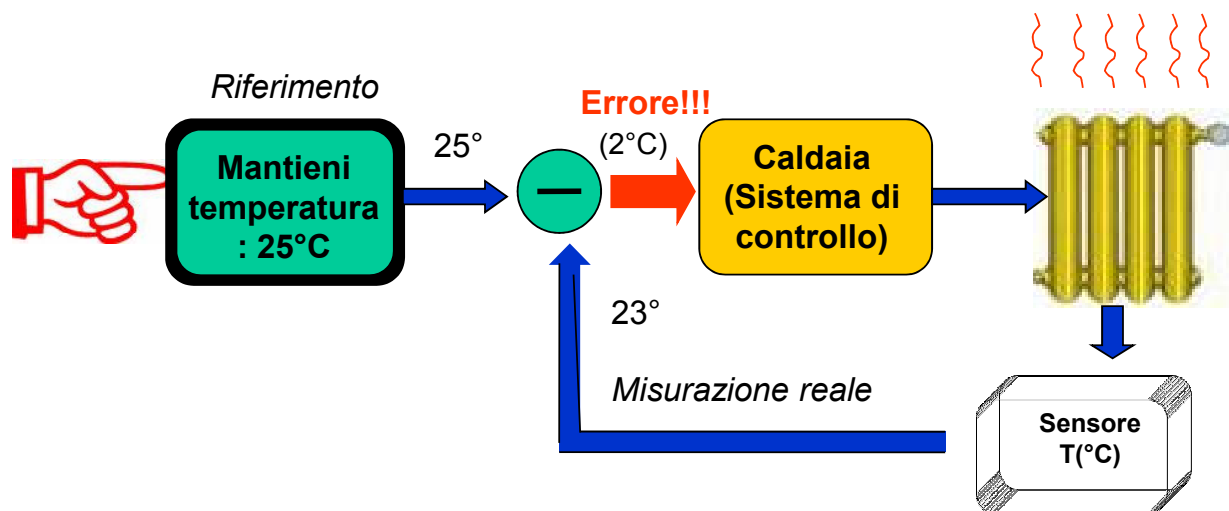 Riferimento
Mantieni
temperatura
: 25°C
25°
Errore!!!
(2°C)
Caldaia
(Sistema di
controllo)
23°
Misurazione reale
Sensore
T(°C)